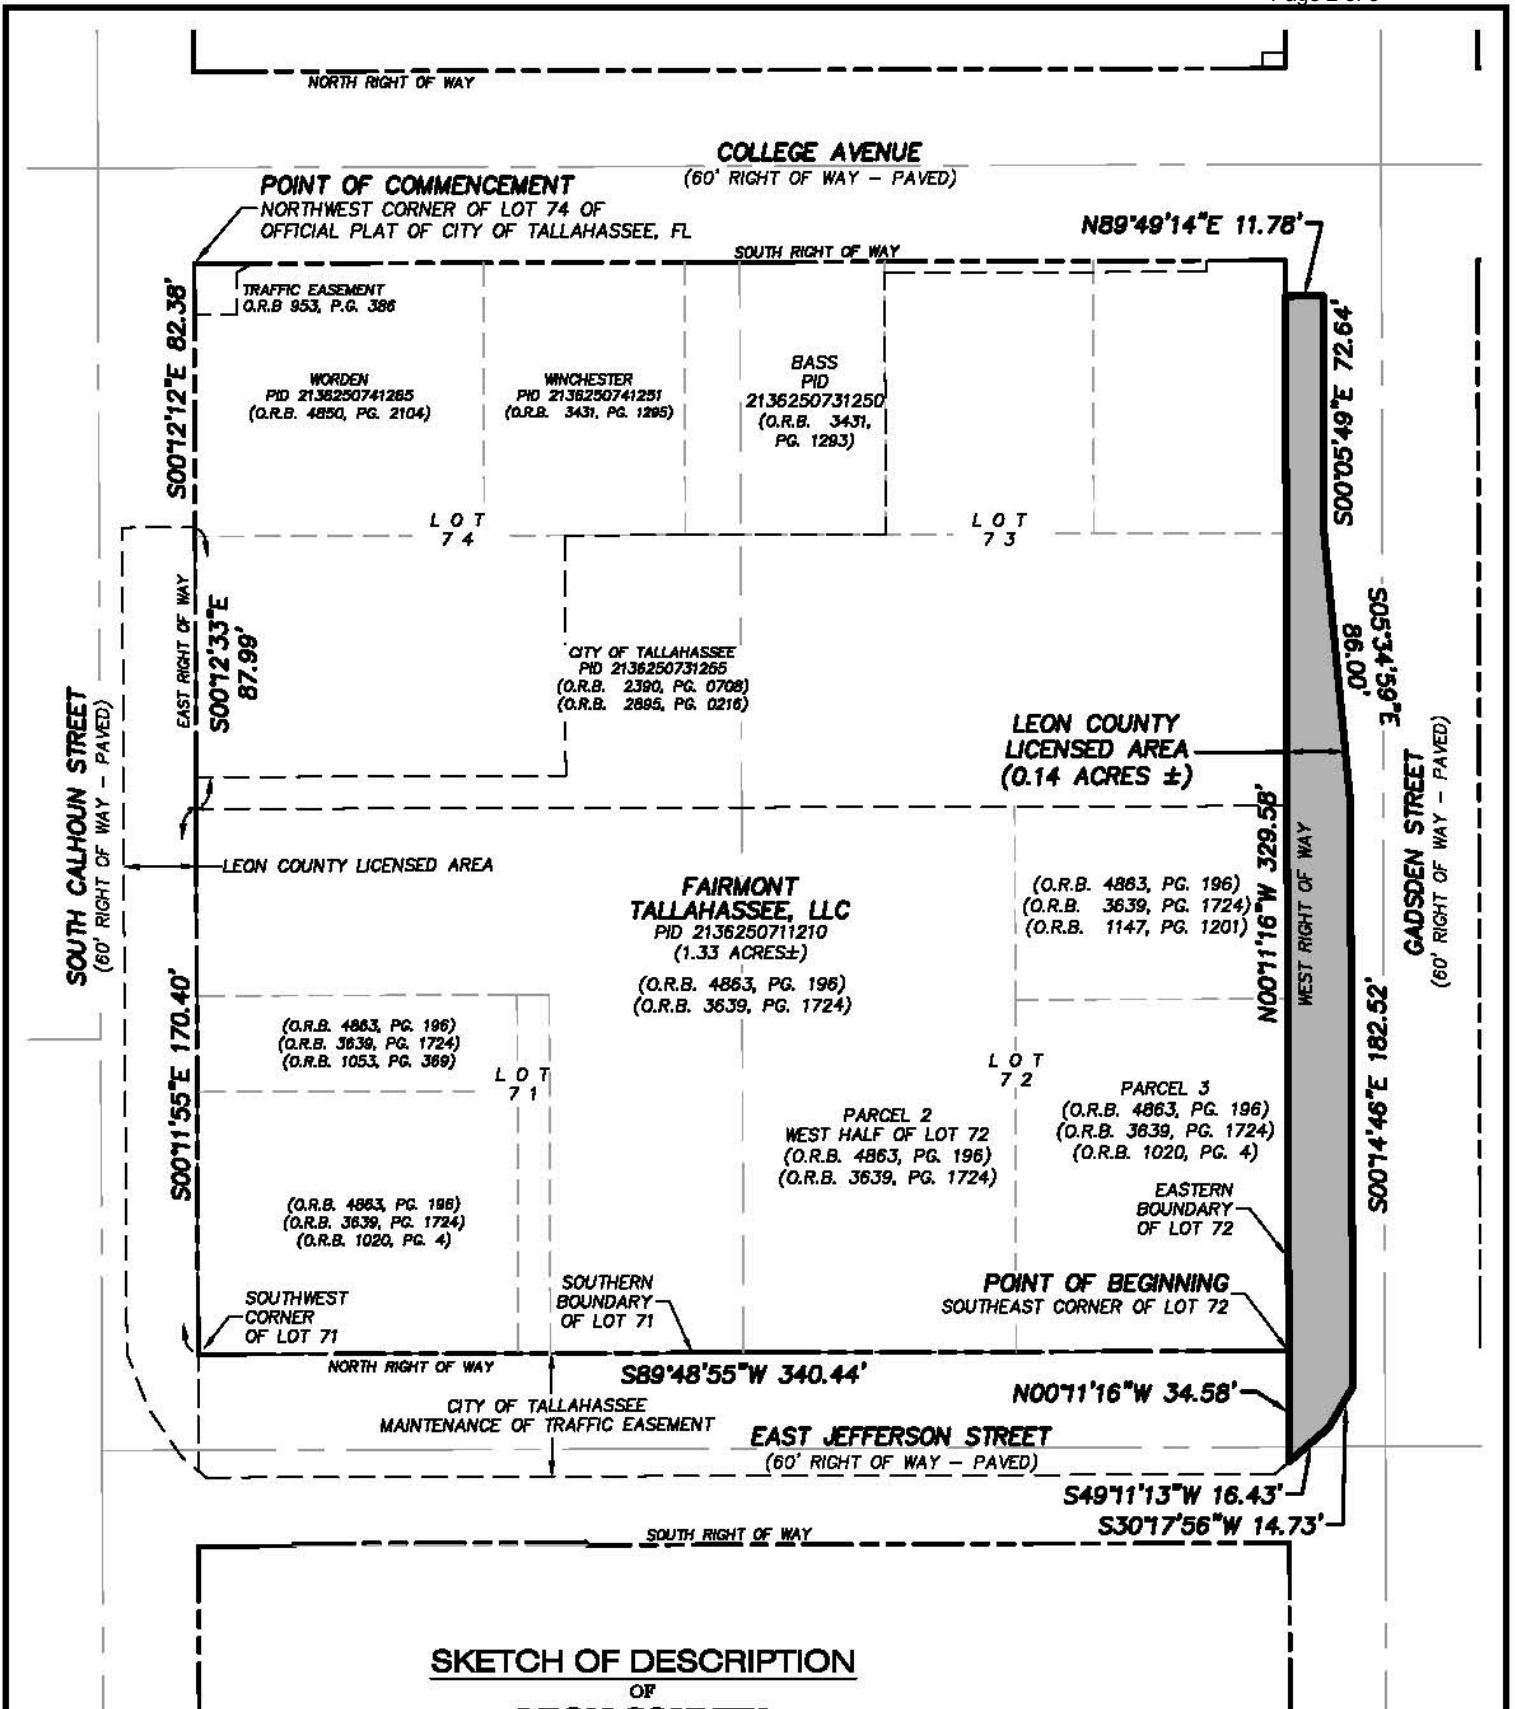 NORTH RIGHT OF WAY
COLLEGE AVENUE
(60' RIGHT OF WAY – PAVED)
POINT OF COMMENCEMENT
NORTHWEST CORNER OF LOT 74 OF
OFFICIAL PLAT OF CITY OF TALLAHASSEE, FL
N89°49'14"E 11.78'
SOUTH RIGHT OF WAY
TRAFFIC EASEMENT
O.R.B 953, P.G. 386
S00°12'12"E 82.38'
WORDEN
PID 2136250741265
(O.R.B. 4850, PG. 2104)
WINCHESTER
PID 2136250741251
(O.R.B. 3431, PG. 1295)
BASS
PID
2136250731250
(O.R.B. 3431,
PG. 1293)
S00°05'49"E 72.64'
LOT
74
LOT
73
EAST RIGHT OF WAY
S00°12'33"E
87.99'
CITY OF TALLAHASSEE
PID 2136250731265
(O.R.B. 2390, PG. 0708)
(O.R.B. 2895, PG. 0216)
S05°34'59"E
86.00'
SOUTH CALHOUN STREET
(60' RIGHT OF WAY – PAVED)
LEON COUNTY
LICENSED AREA
(0.14 ACRES ±)
GADSDEN STREET
(60' RIGHT OF WAY – PAVED)
N00°11'16"W 329.58'
WEST RIGHT OF WAY
LEON COUNTY LICENSED AREA
FAIRMONT
TALLAHASSEE, LLC
PID 2136250711210
(1.33 ACRES±)
(O.R.B. 4863, PG. 196)
(O.R.B. 3639, PG. 1724)
(O.R.B. 4863, PG. 196)
(O.R.B. 3639, PG. 1724)
(O.R.B. 1147, PG. 1201)
S00°11'55"E 170.40'
(O.R.B. 4863, PG. 196)
(O.R.B. 3639, PG. 1724)
(O.R.B. 1053, PG. 369)
LOT
71
LOT
72
S00°14'46"E 182.52'
PARCEL 2
WEST HALF OF LOT 72
(O.R.B. 4863, PG. 196)
(O.R.B. 3639, PG. 1724)
PARCEL 3
(O.R.B. 4863, PG. 196)
(O.R.B. 3639, PG. 1724)
(O.R.B. 1020, PG. 4)
(O.R.B. 4863, PG. 196)
(O.R.B. 3639, PG. 1724)
(O.R.B. 1020, PG. 4)
EASTERN
BOUNDARY
OF LOT 72
SOUTHWEST
CORNER
OF LOT 71
SOUTHERN
BOUNDARY
OF LOT 71
POINT OF BEGINNING
SOUTHEAST CORNER OF LOT 72
NORTH RIGHT OF WAY
S89°48'55"W 340.44'
N00°11'16"W 34.58'
CITY OF TALLAHASSEE
MAINTENANCE OF TRAFFIC EASEMENT
EAST JEFFERSON STREET
(60' RIGHT OF WAY – PAVED)
S49°11'13"W 16.43'
S30°17'56"W 14.73'
SOUTH RIGHT OF WAY
SKETCH OF DESCRIPTION
OF